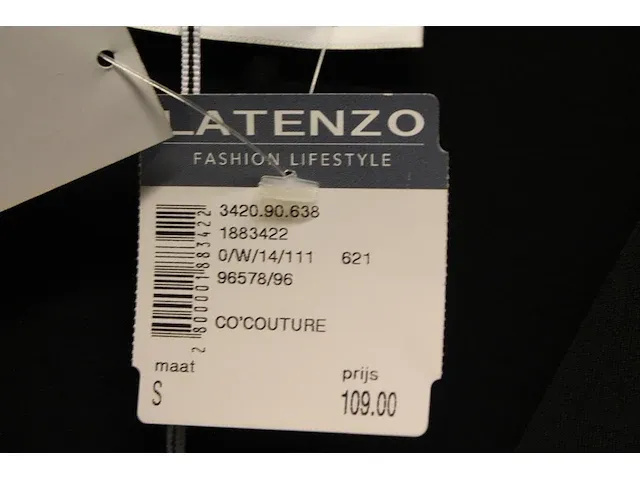 LATENZO
FASHION LIFESTYLE
3420.90.638
1883422
0/W/14/111 621
96578/96
2800001883422
CO'COUTURE
maat
S
prijs
109.00